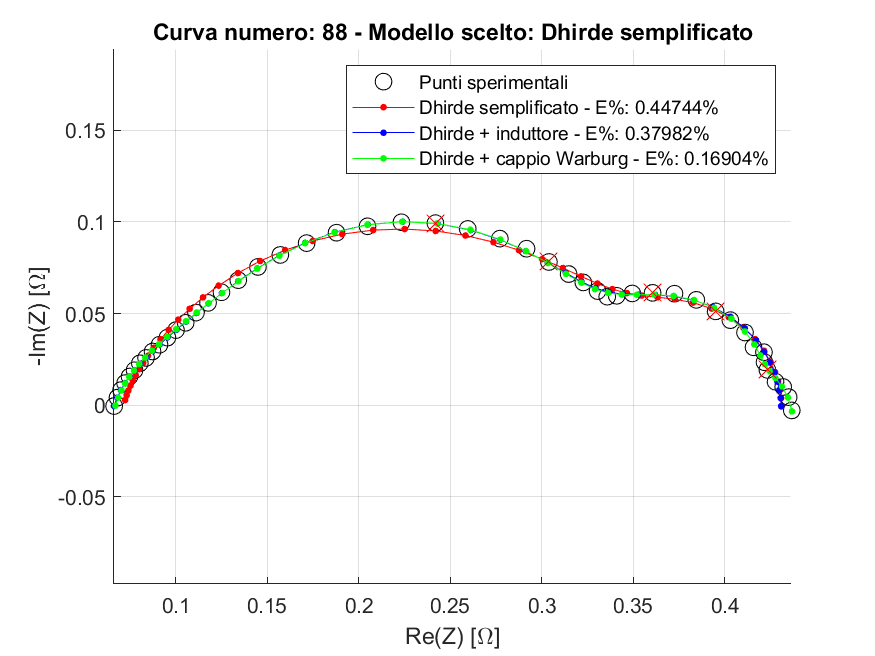 Curva numero: 88 - Modello scelto: Dhirde semplificato
Punti sperimentali
Dhirde semplificato - E%: 0.44744%
Dhirde + induttore - E%: 0.37982%
Dhirde + cappio Warburg - E%: 0.16904%
0.15
0.1
0.05
0
-0.05
-Im(Z) [Ω]
0.1 0.15 0.2 0.25 0.3 0.35 0.4
Re(Z) [Ω]